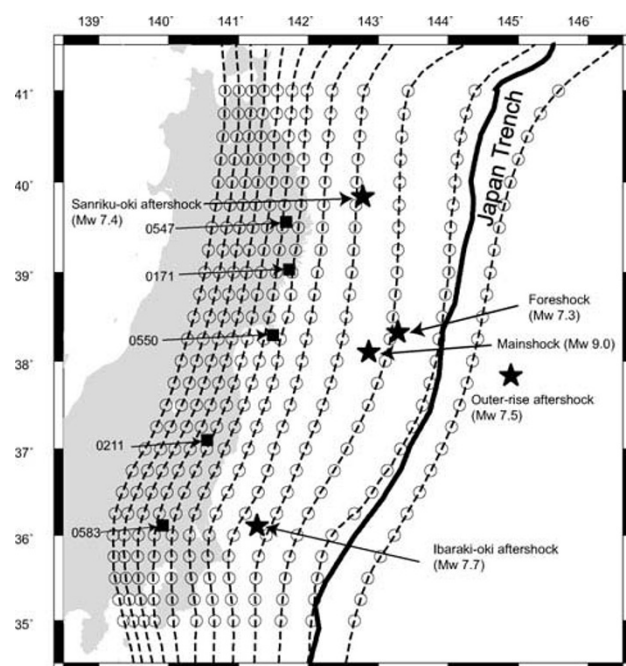 139° 140° 141° 142° 143° 144° 145° 146°
41°
40°
39°
38°
37°
36°
35°
Japan Trench
Sanriku-oki aftershock
(Mw 7.4)
0547
0171
0550
0211
0583
Foreshock
(Mw 7.3)
Mainshock (Mw 9.0)
Outer-rise aftershock
(Mw 7.5)
Ibaraki-oki aftershock
(Mw 7.7)